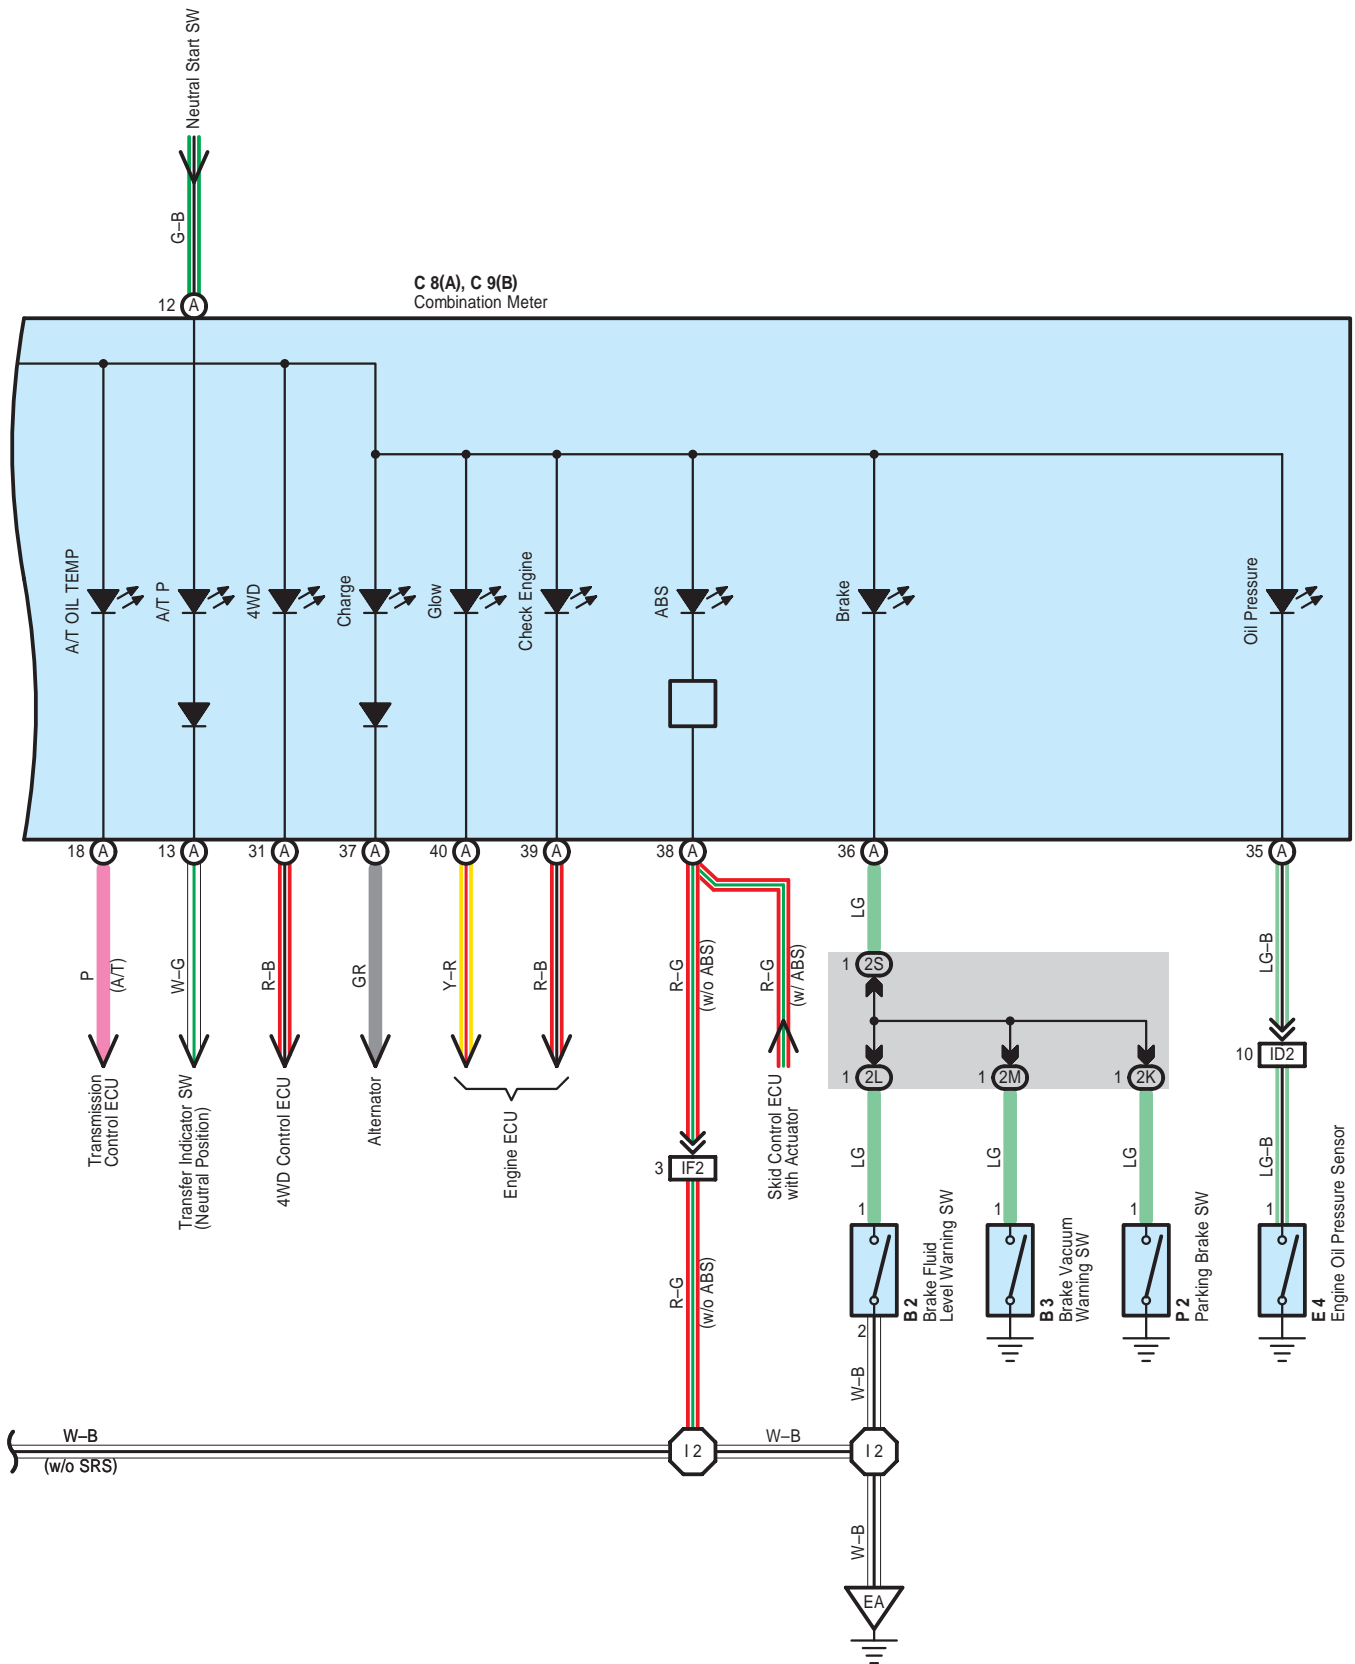 Neutral Start SW
G–B
C 8(A), C 9(B)
Combination Meter
12 A
A/T OIL TEMP
A/T P
4WD
Charge
Glow
Check Engine
ABS
Brake
Oil Pressure
18 A
13 A
31 A
37 A
40 A
39 A
38 A
36 A
35 A
P
(A/T)
W–G
R–B
GR
Y–R
R–B
R–G
(w/o ABS)
R–G
(w/ ABS)
LG
LG–B
1 2S
1 2L
1 2M
1 2K
10 ID2
Transmission
Control ECU
Transfer Indicator SW
(Neutral Position)
4WD Control ECU
Alternator
Engine ECU
3 IF2
Skid Control ECU
with Actuator
LG
LG
LG
LG–B
1
1
1
1
R–G
(w/o ABS)
B 2
Brake Fluid
Level Warning SW
B 3
Brake Vacuum
Warning SW
P 2
Parking Brake SW
E 4
Engine Oil Pressure Sensor
2
W–B
W–B
(w/o SRS)
I 2
W–B
I 2
W–B
EA